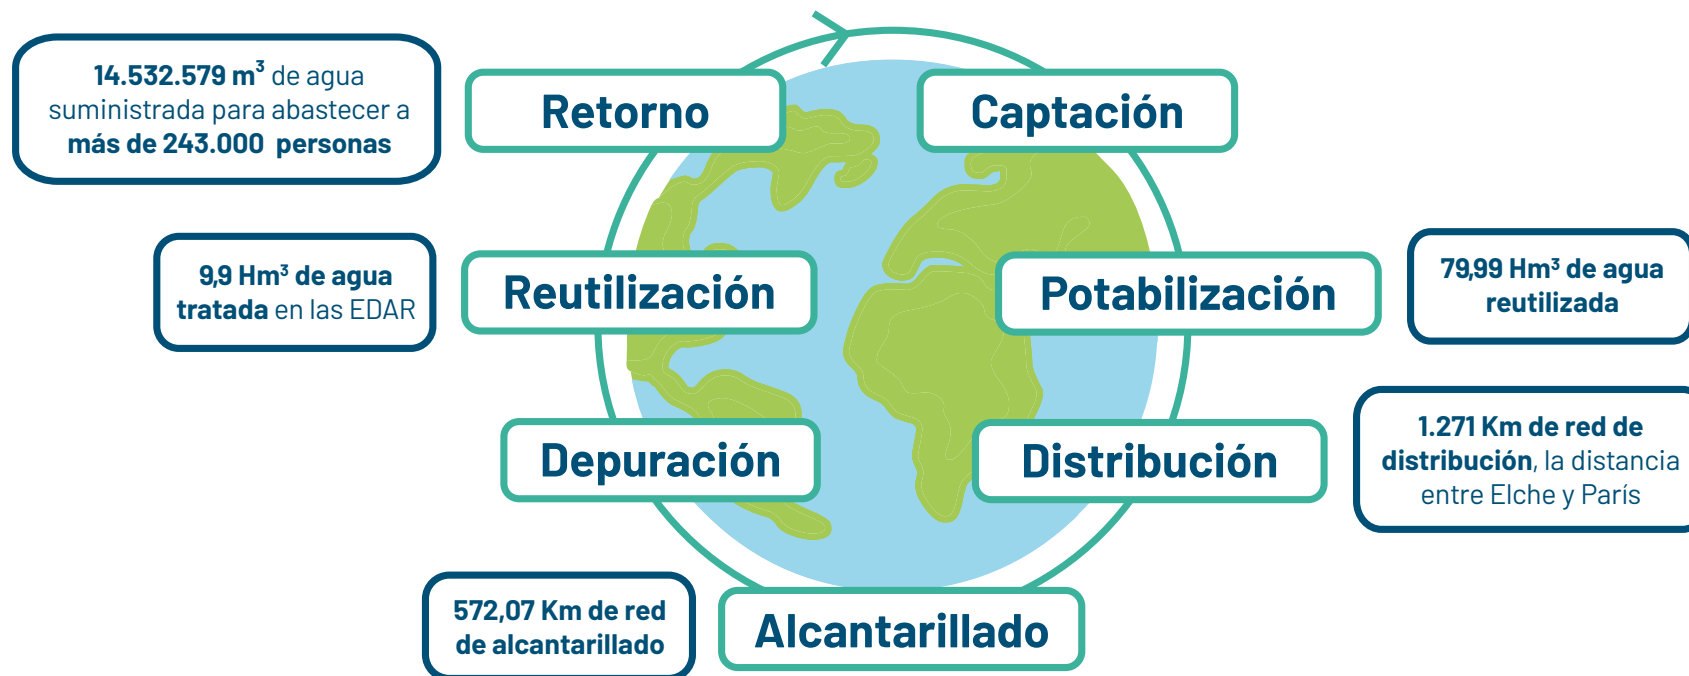 14.532.579 m³ de agua
suministrada para abastecer a
más de 243.000 personas
Retorno
Captación
9,9 Hm³ de agua
tratada en las EDAR
Reutilización
Potabilización
79,99 Hm³ de agua
reutilizada
Depuración
Distribución
1.271 Km de red de
distribución, la distancia
entre Elche y París
572,07 Km de red
de alcantarillado
Alcantarillado